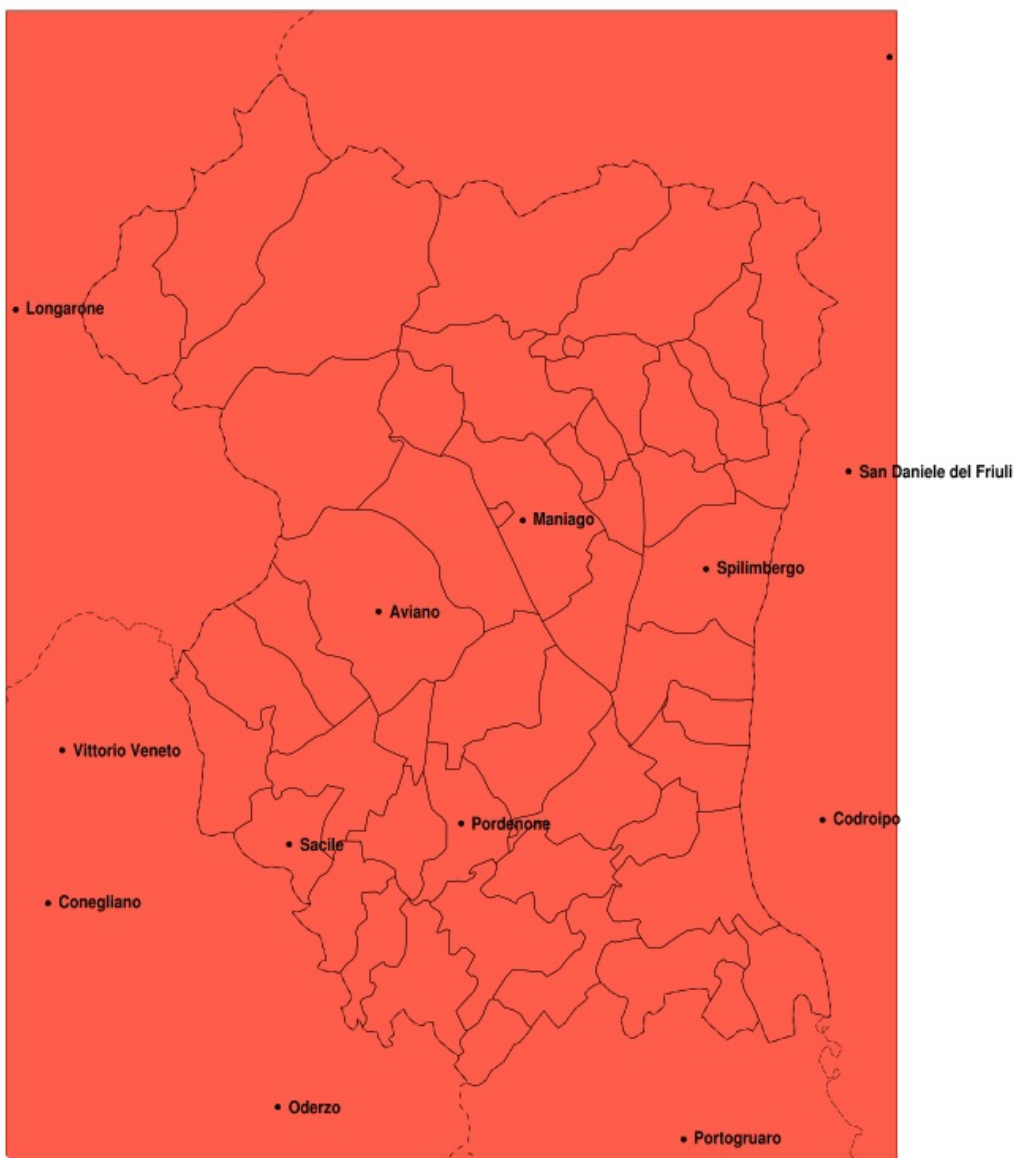 Longarone
San Daniele del Friuli
Maniago
Spilimbergo
Aviano
Vittorio Veneto
Codroipo
Pordenone
Sacile
Conegliano
Oderzo
Portogruaro